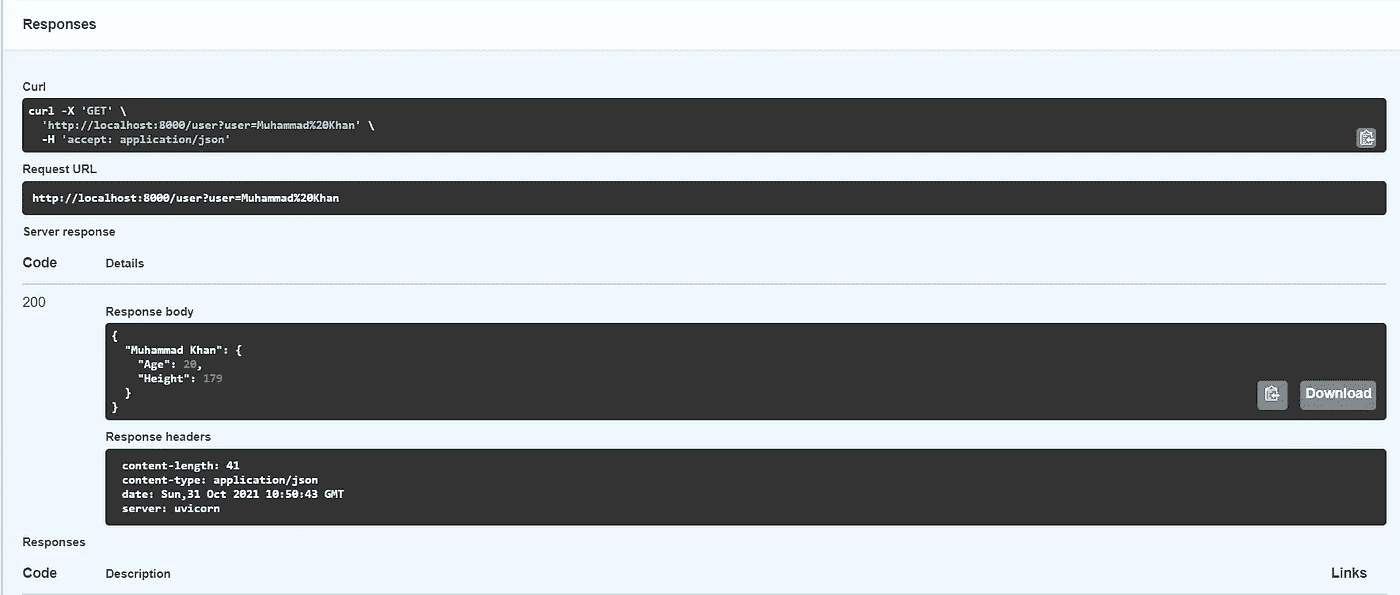 Responses
Curl
curl -X 'GET' \
  'http://localhost:8000/user?user=Muhammad%20Khan' \
  -H 'accept: application/json'
Request URL
http://localhost:8000/user?user=Muhammad%20Khan
Server response
Code Details
200
Response body
{
  "Muhammad Khan": {
    "Age": 20,
    "Height": 179
  }
}
Download
Response headers
content-length: 41
content-type: application/json
date: Sun,31 Oct 2021 10:50:43 GMT
server: uvicorn
Responses
Code Description Links